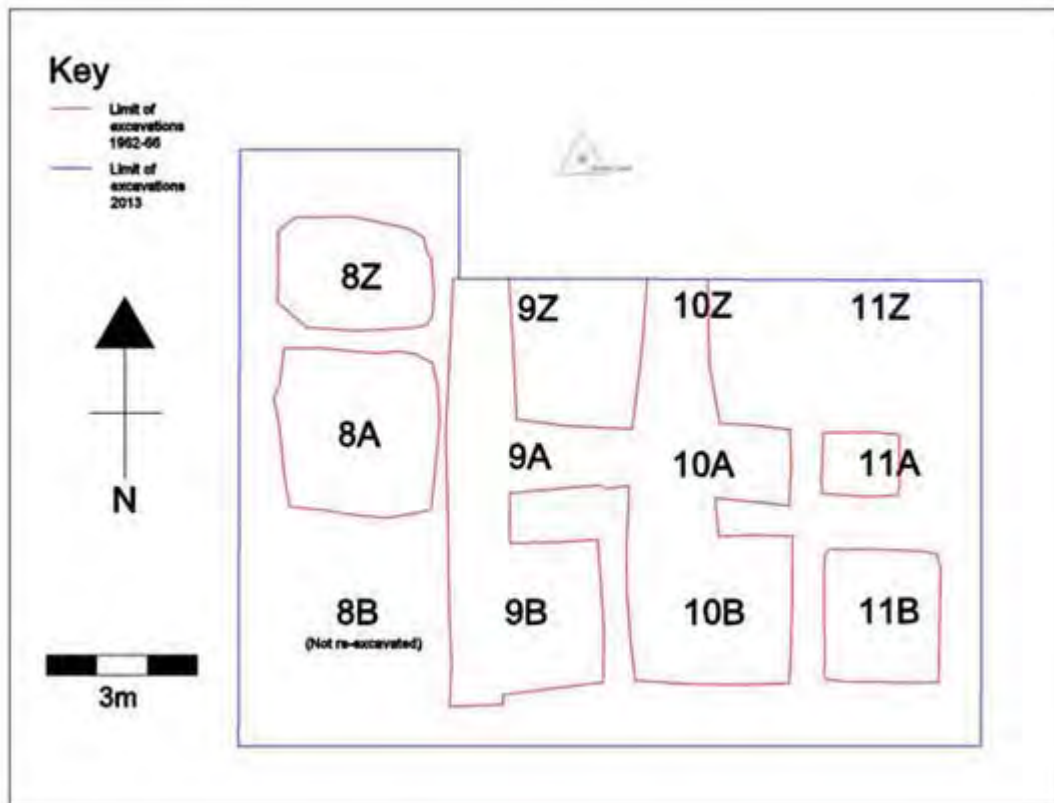 Key
Limit of
excavations
1962-66
Limit of
excavations
2013
N
3m
8Z
9Z
10Z
11Z
8A
9A
10A
11A
8B
(Not re-excavated)
9B
10B
11B